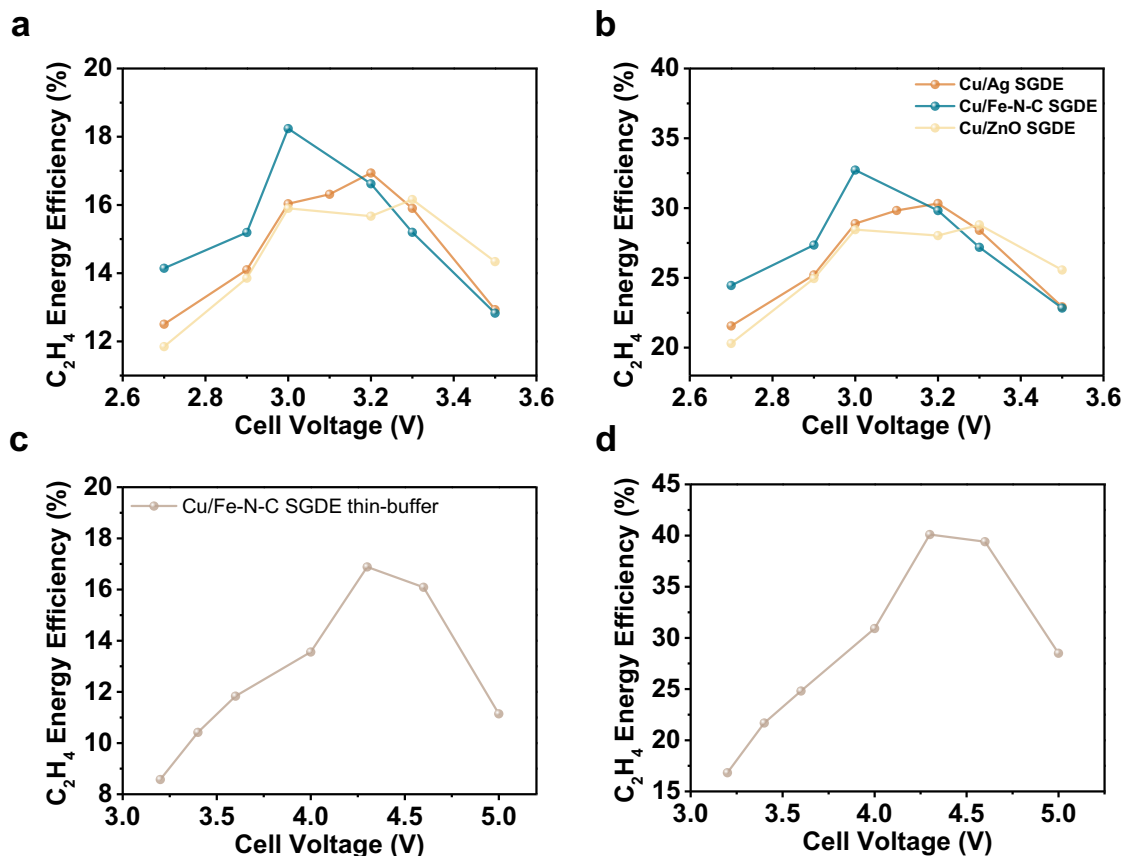 a
C₂H₄ Energy Efficiency (%)
20
18
16
14
12
2.6 2.8 3.0 3.2 3.4 3.6
Cell Voltage (V)
b
C₂H₄ Energy Efficiency (%)
40
35
30
25
20
Cu/Ag SGDE
Cu/Fe-N-C SGDE
Cu/ZnO SGDE
2.6 2.8 3.0 3.2 3.4 3.6
Cell Voltage (V)
c
C₂H₄ Energy Efficiency (%)
20
18
16
14
12
10
8
Cu/Fe-N-C SGDE thin-buffer
3.0 3.5 4.0 4.5 5.0
Cell Voltage (V)
d
C₂H₄ Energy Efficiency (%)
45
40
35
30
25
20
15
3.0 3.5 4.0 4.5 5.0
Cell Voltage (V)